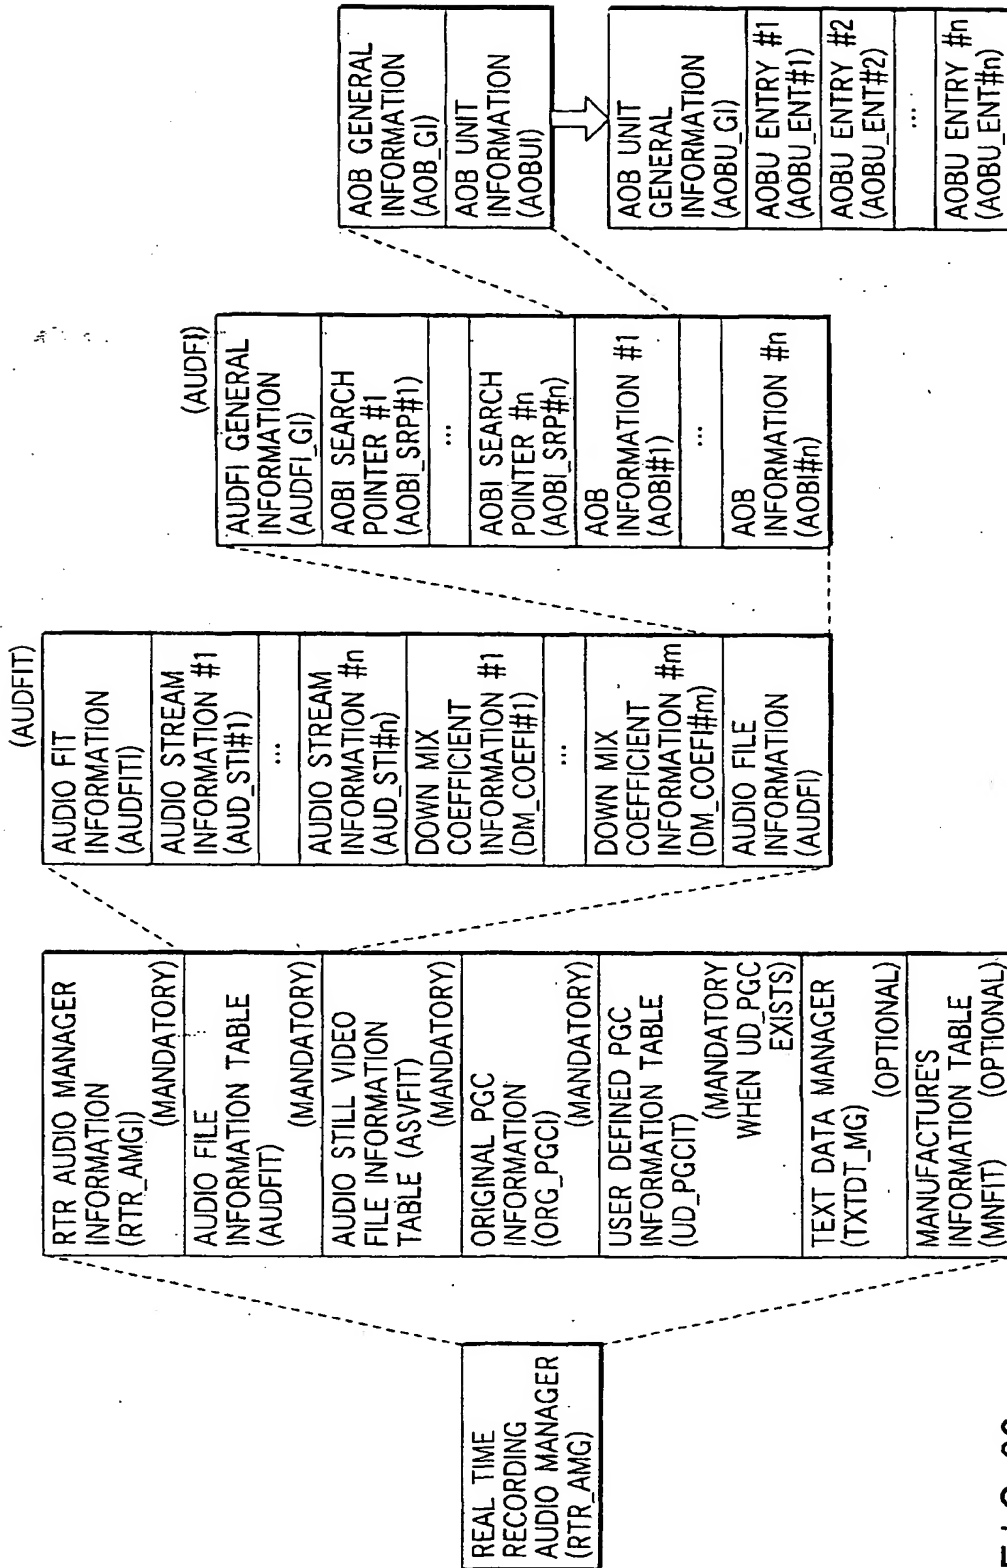 REAL TIME
RECORDING
AUDIO MANAGER
(RTR_AMG)
RTR AUDIO MANAGER
INFORMATION
(RTR_AMGI)
(MANDATORY)
AUDIO FILE
INFORMATION TABLE
(AUDFIT)
(MANDATORY)
AUDIO STILL VIDEO
FILE INFORMATION
TABLE (ASVFIT)
(MANDATORY)
ORIGINAL PGC
INFORMATION
(ORG_PGCI)
(MANDATORY)
USER DEFINED PGC
INFORMATION TABLE
(UD_PGCIT)
(MANDATORY
WHEN UD_PGC
EXISTS)
TEXT DATA MANAGER
(TXTDT_MG)
(OPTIONAL)
MANUFACTURE'S
INFORMATION TABLE
(MNFIT) (OPTIONAL)
(AUDFIT)
AUDIO FIT
INFORMATION
(AUDFITI)
AUDIO STREAM
INFORMATION #1
(AUD_STI#1)
...
AUDIO STREAM
INFORMATION #n
(AUD_STI#n)
DOWN MIX
COEFFICIENT
INFORMATION #1
(DM_COEFI#1)
...
DOWN MIX
COEFFICIENT
INFORMATION #m
(DM_COEFI#m)
AUDIO FILE
INFORMATION
(AUDFI)
(AUDFI)
AUDFI GENERAL
INFORMATION
(AUDFI_GI)
AOBI SEARCH
POINTER #1
(AOBI_SRP#1)
...
AOBI SEARCH
POINTER #n
(AOBI_SRP#n)
AOB
INFORMATION #1
(AOBI#1)
...
AOB
INFORMATION #n
(AOBI#n)
AOB GENERAL
INFORMATION
(AOB_GI)
AOB UNIT
INFORMATION
(AOBUI)
AOB UNIT
GENERAL
INFORMATION
(AOBU_GI)
AOBU ENTRY #1
(AOBU_ENT#1)
AOBU ENTRY #2
(AOBU_ENT#2)
...
AOBU ENTRY #n
(AOBU_ENT#n)
FIG.